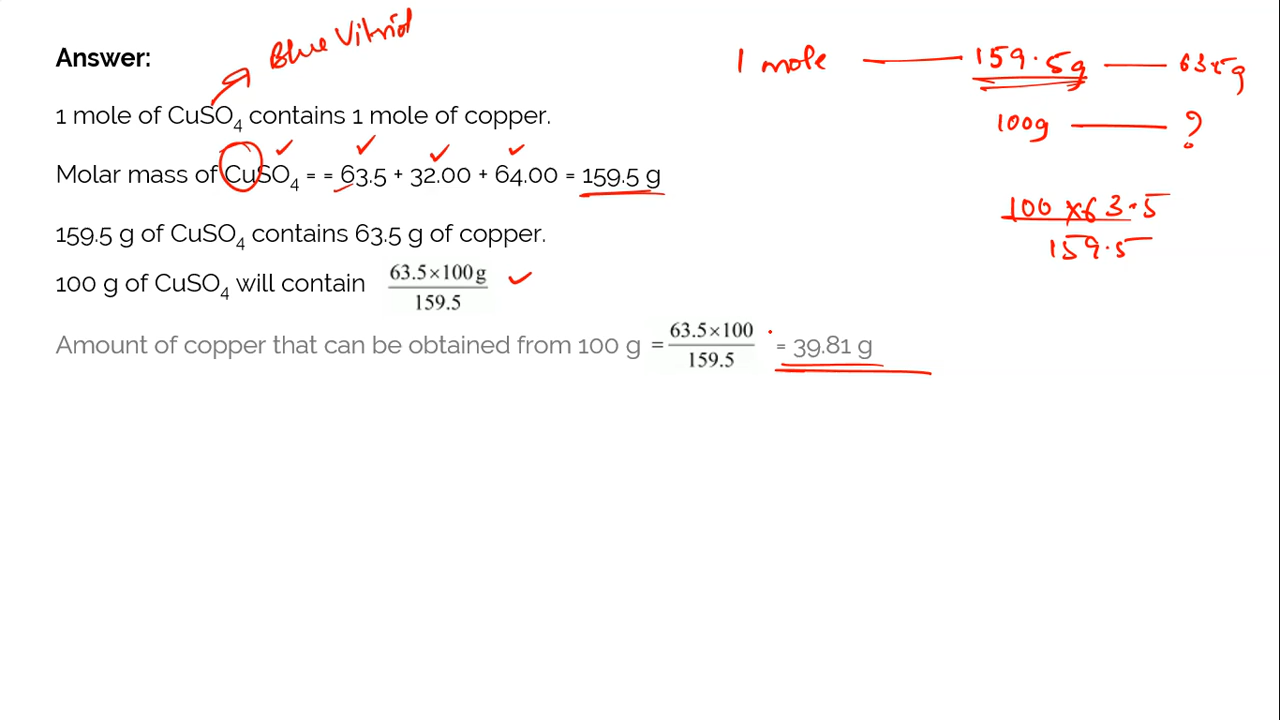 Answer:
Blue Vitriol
1 mole of CuSO₄ contains 1 mole of copper.
Molar mass of CuSO₄ = = 63.5 + 32.00 + 64.00 = 159.5 g
159.5 g of CuSO₄ contains 63.5 g of copper.
100 g of CuSO₄ will contain 63.5×100g
159.5
Amount of copper that can be obtained from 100 g = 63.5×100 = 39.81 g
159.5
1 mole — 159.5g — 63.5g
100g — ?
100 × 63.5
159.5